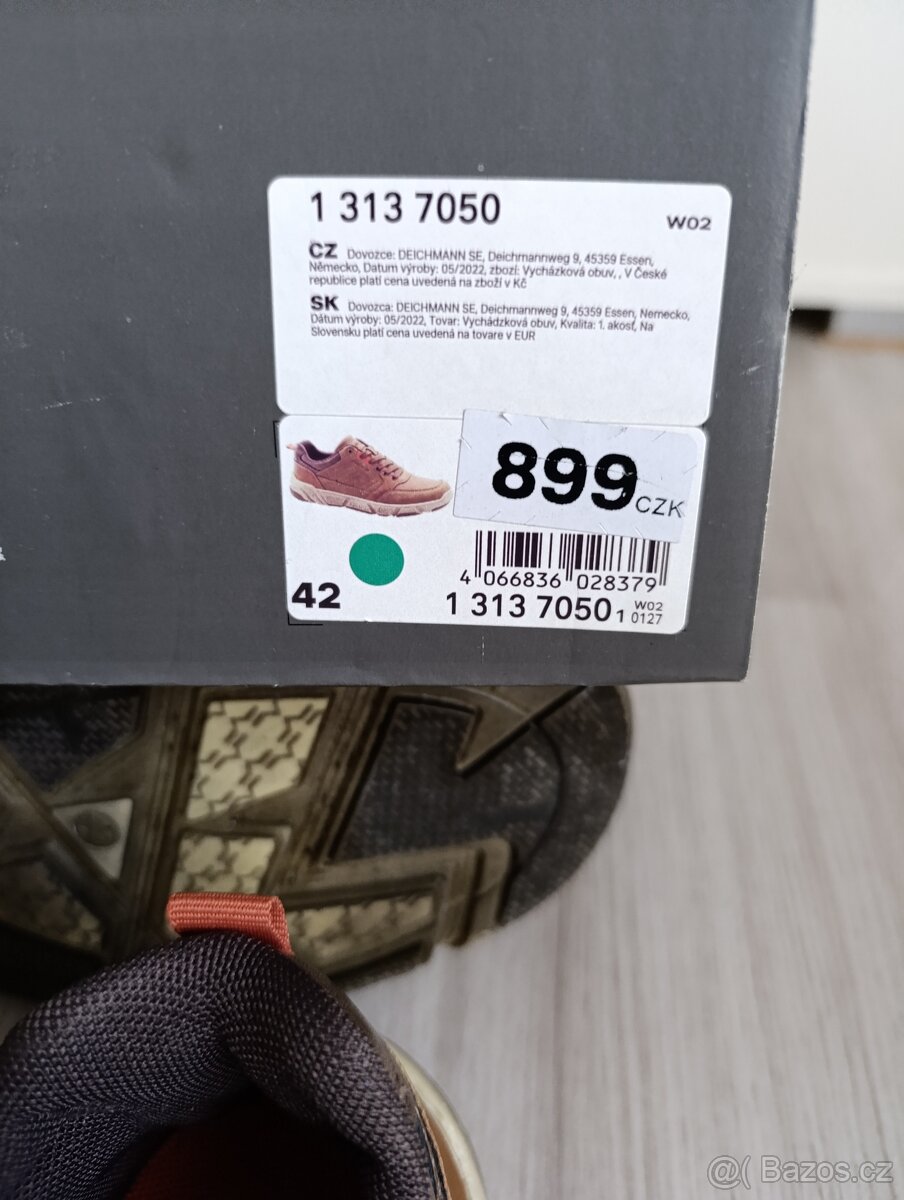 1 313 7050
W02
CZ Dovozce: DEICHMANN SE, Deichmannweg 9, 45359 Essen,
Německo, Datum výroby: 05/2022, zboží: Vycházková obuv, , V České
republice platí cena uvedená na zboží v Kč
SK Dovozca: DEICHMANN SE, Deichmannweg 9, 45359 Essen, Nemecko,
Dátum výroby: 05/2022, Tovar: Vychádzková obuv, Kvalita: 1. akosť, Na
Slovensku platí cena uvedená na tovare v EUR
899 CZK
4 066836 028379
42
1 313 7050 1 W02
0127
@( Bazos.cz